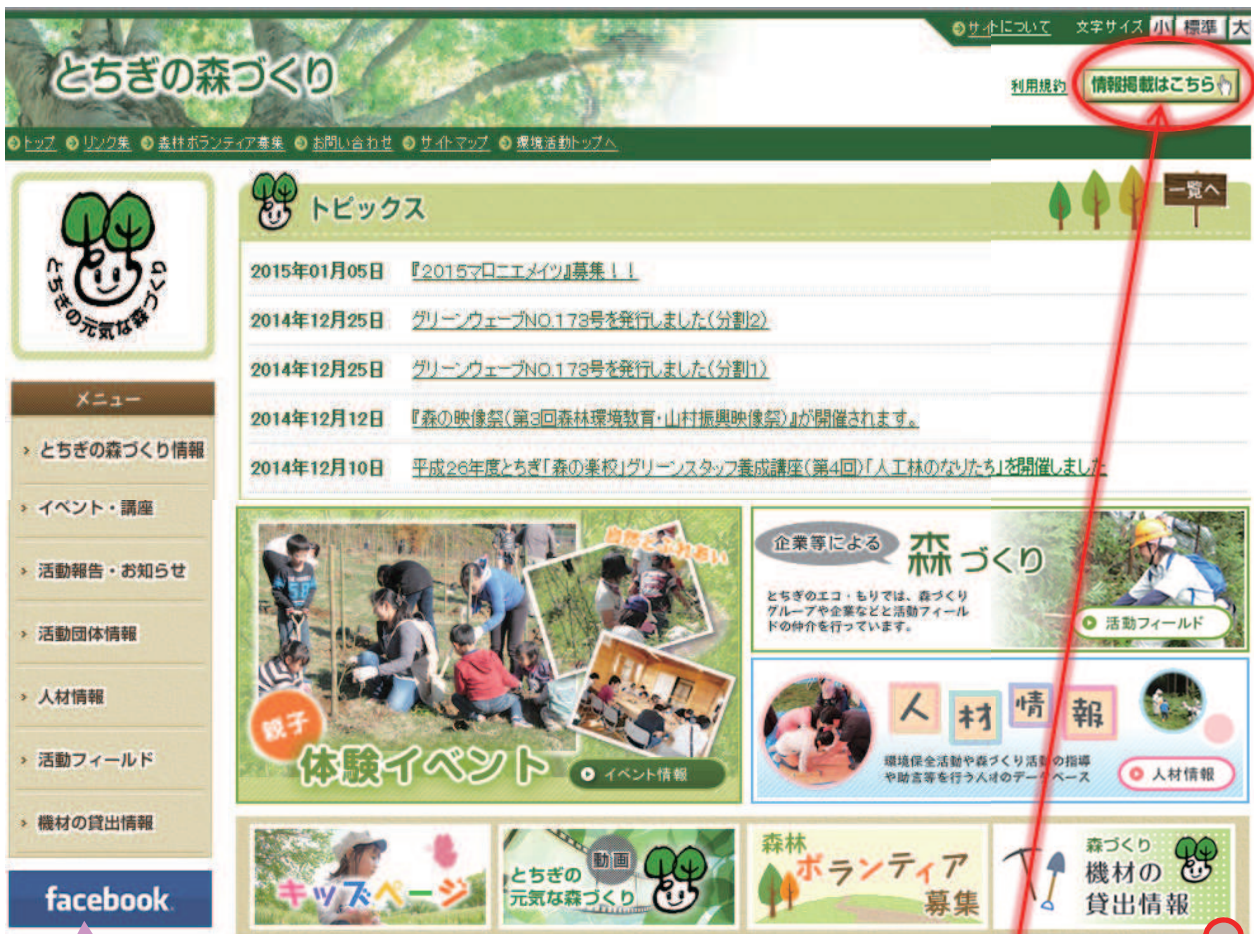 サイトについて 文字サイズ 小 標準 大
とちぎの森づくり
利用規約 情報掲載はこちら
トップ リンク集 森林ボランティア募集 お問い合わせ サイトマップ 環境活動トップへ
とちぎの元気な森づくり
トピックス
一覧へ
2015年01月05日 『2015マロニエメイツ』募集！！
2014年12月25日 グリーンウェーブNO.173号を発行しました(分割2)
2014年12月25日 グリーンウェーブNO.173号を発行しました(分割1)
2014年12月12日 『森の映像祭(第3回森林環境教育・山村振興映像祭)』が開催されます。
2014年12月10日 平成26年度とちぎ「森の楽校」グリーンスタッフ養成講座(第4回)「人工林のなりたち」を開催しました
メニュー
とちぎの森づくり情報
イベント・講座
活動報告・お知らせ
活動団体情報
人材情報
活動フィールド
機材の貸出情報
facebook
自然とふれあい
親子
体験イベント
イベント情報
企業等による 森づくり
とちぎのエコ・もりでは、森づくり
グループや企業などと活動フィール
ドの仲介を行っています。
活動フィールド
人材情報
環境保全活動や森づくり活動の指導
や助言等を行う人材のデータベース
人材情報
キッズページ
動画
とちぎの
元気な森づくり
森林
ボランティア
募集
森づくり
機材の
貸出情報